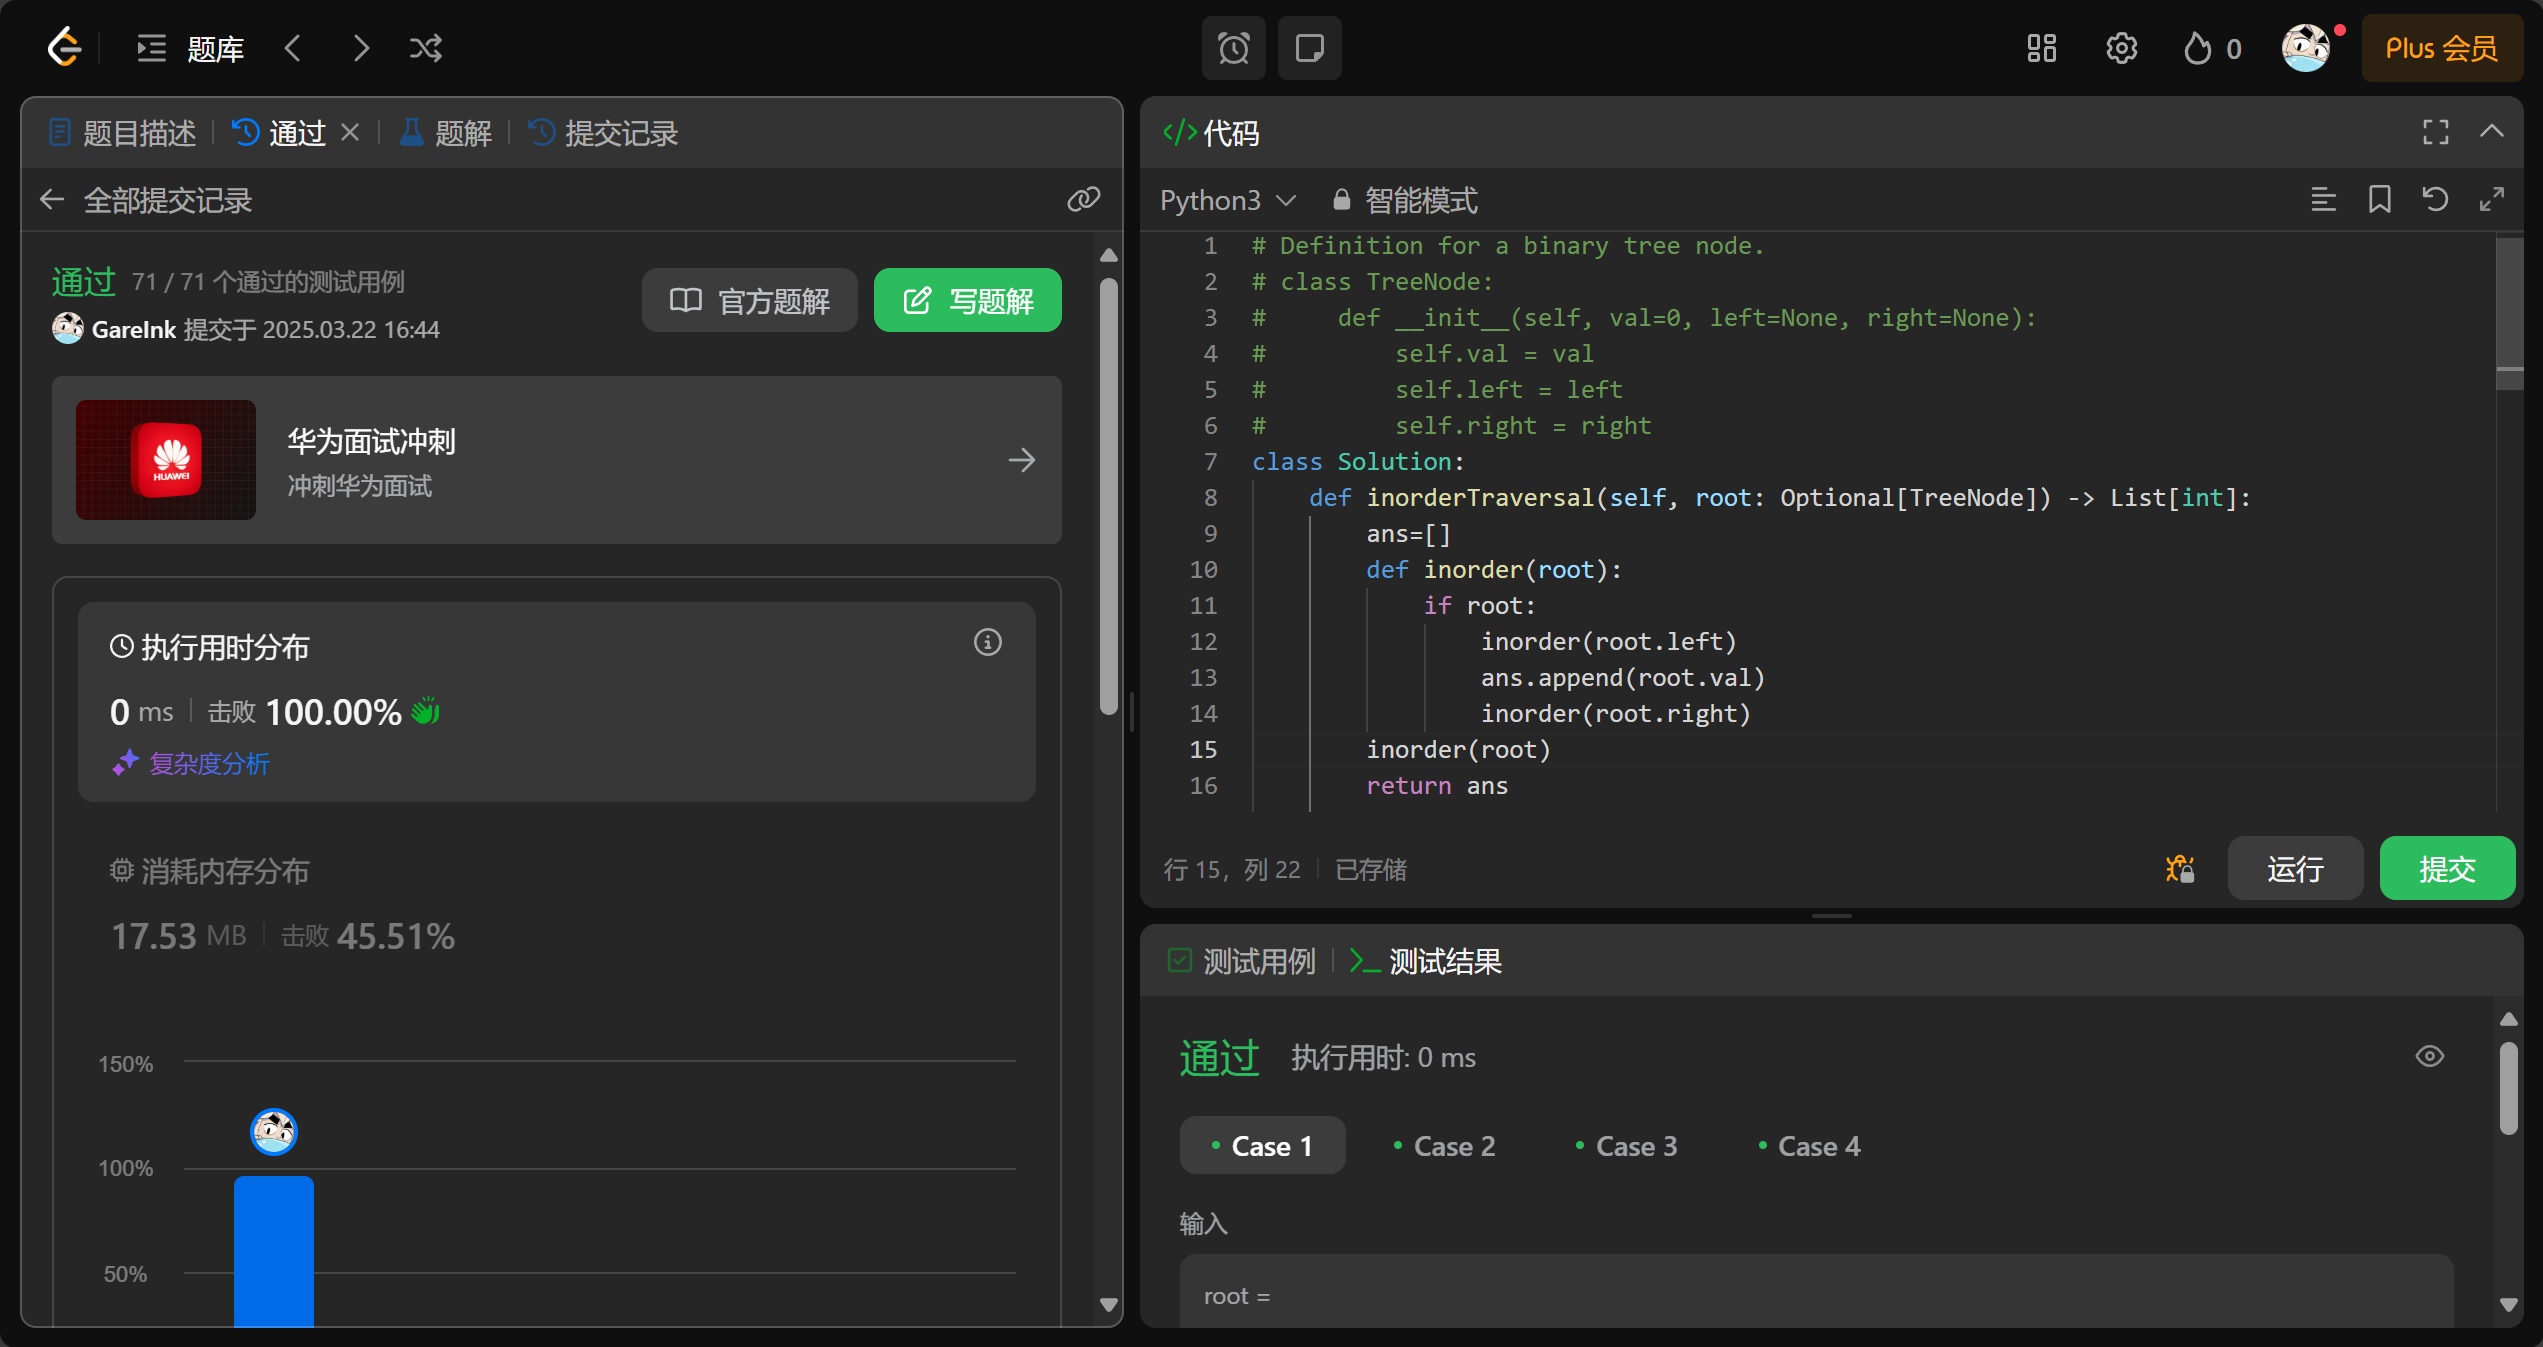 题库
0
Plus 会员
题目描述
通过
题解
提交记录
全部提交记录
通过 71 / 71 个通过的测试用例
GareInk 提交于 2025.03.22 16:44
官方题解
写题解
HUAWEI
华为面试冲刺
冲刺华为面试
执行用时分布
0 ms 击败 100.00%
复杂度分析
消耗内存分布
17.53 MB 击败 45.51%
150%
100%
50%
</> 代码
Python3 智能模式
1 # Definition for a binary tree node.
2 # class TreeNode:
3 #     def __init__(self, val=0, left=None, right=None):
4 #         self.val = val
5 #         self.left = left
6 #         self.right = right
7 class Solution:
8     def inorderTraversal(self, root: Optional[TreeNode]) -> List[int]:
9         ans=[]
10         def inorder(root):
11             if root:
12                 inorder(root.left)
13                 ans.append(root.val)
14                 inorder(root.right)
15         inorder(root)
16         return ans
行 15，列 22 已存储
运行
提交
测试用例
测试结果
通过 执行用时: 0 ms
Case 1 Case 2 Case 3 Case 4
输入
root =